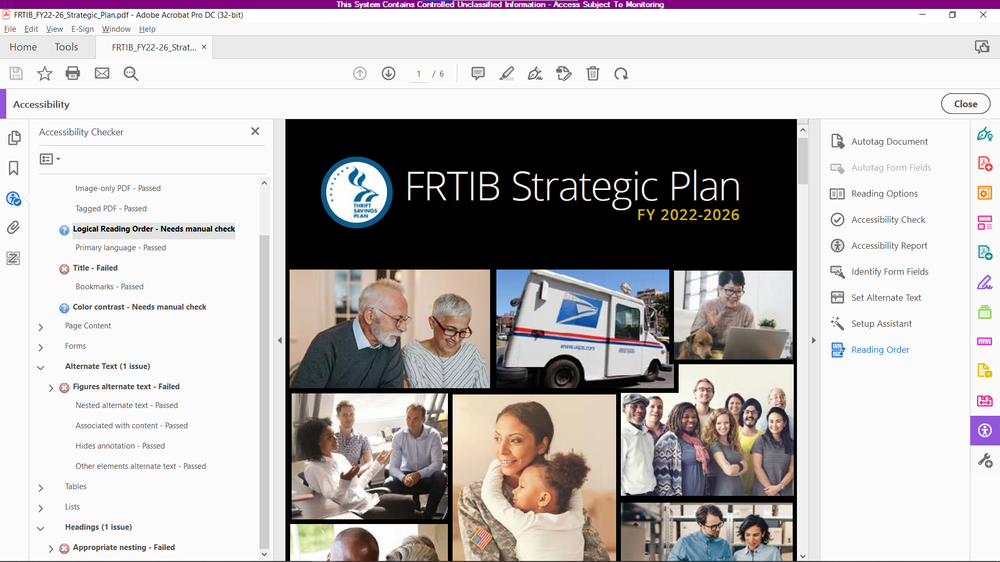 This System Contains Controlled Unclassified Information - Access Subject To Monitoring
FRTIB_FY22-26_Strategic_Plan.pdf - Adobe Acrobat Pro DC (32-bit)
File Edit View E-Sign Window Help
Home Tools FRTIB_FY22-26_Strat...
1 / 6
Accessibility
Close
Accessibility Checker
Image-only PDF - Passed
Tagged PDF - Passed
Logical Reading Order - Needs manual check
Primary language - Passed
Title - Failed
Bookmarks - Passed
Color contrast - Needs manual check
Page Content
Forms
Alternate Text (1 issue)
Figures alternate text - Failed
Nested alternate text - Passed
Associated with content - Passed
Hides annotation - Passed
Other elements alternate text - Passed
Tables
Lists
Headings (1 issue)
Appropriate nesting - Failed
THRIFT
SAVINGS
PLAN
FRTIB Strategic Plan
FY 2022-2026
www.usps.com
Autotag Document
Autotag Form Fields
Reading Options
Accessibility Check
Accessibility Report
Identify Form Fields
Set Alternate Text
Setup Assistant
Reading Order